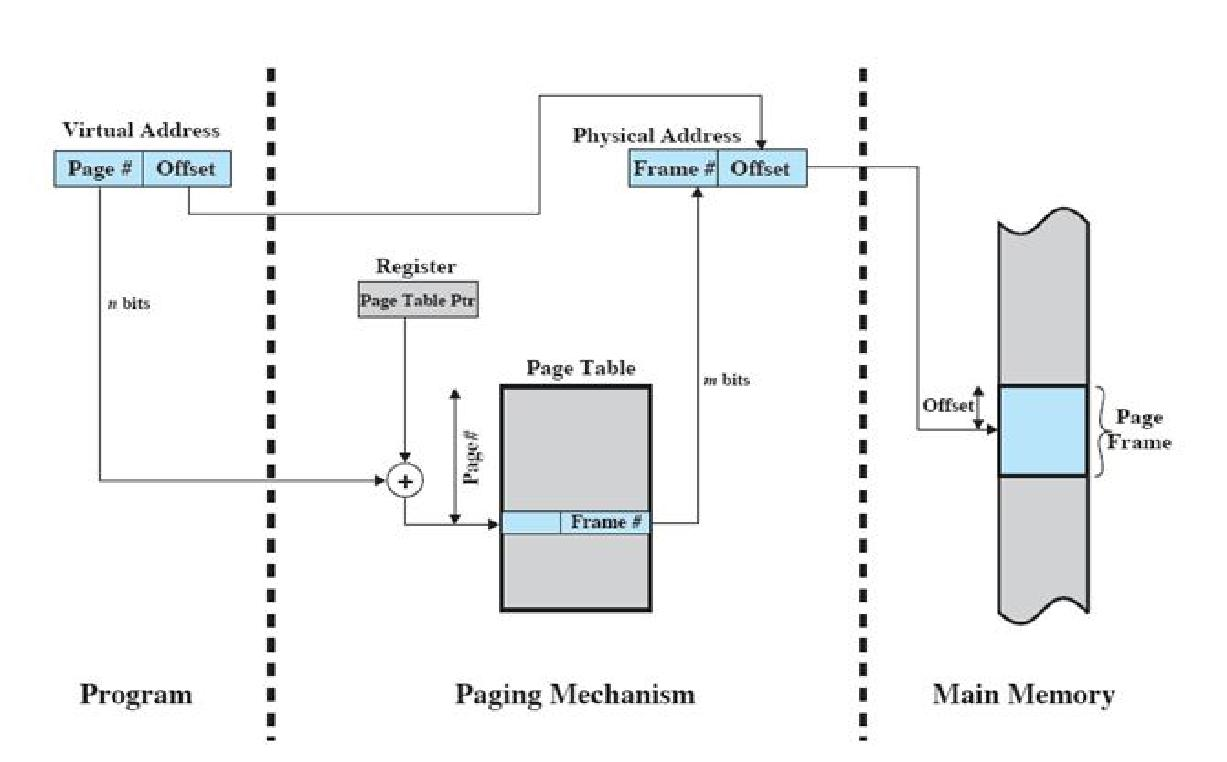 Virtual Address
Page # Offset
Physical Address
Frame # Offset
n bits
Register
Page Table Ptr
Page Table
Page#
m bits
+
Frame #
Offset
Page
Frame
Program
Paging Mechanism
Main Memory